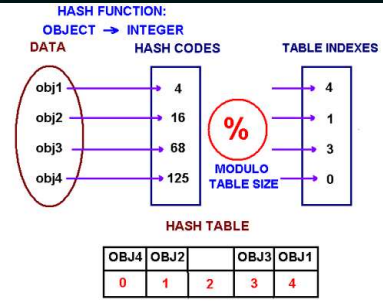 HASH FUNCTION:
OBJECT → INTEGER
DATA HASH CODES TABLE INDEXES
obj1 4 4
obj2 16 % 1
obj3 68 3
obj4 125 MODULO TABLE SIZE 0
HASH TABLE
OBJ4 OBJ2 OBJ3 OBJ1
0 1 2 3 4